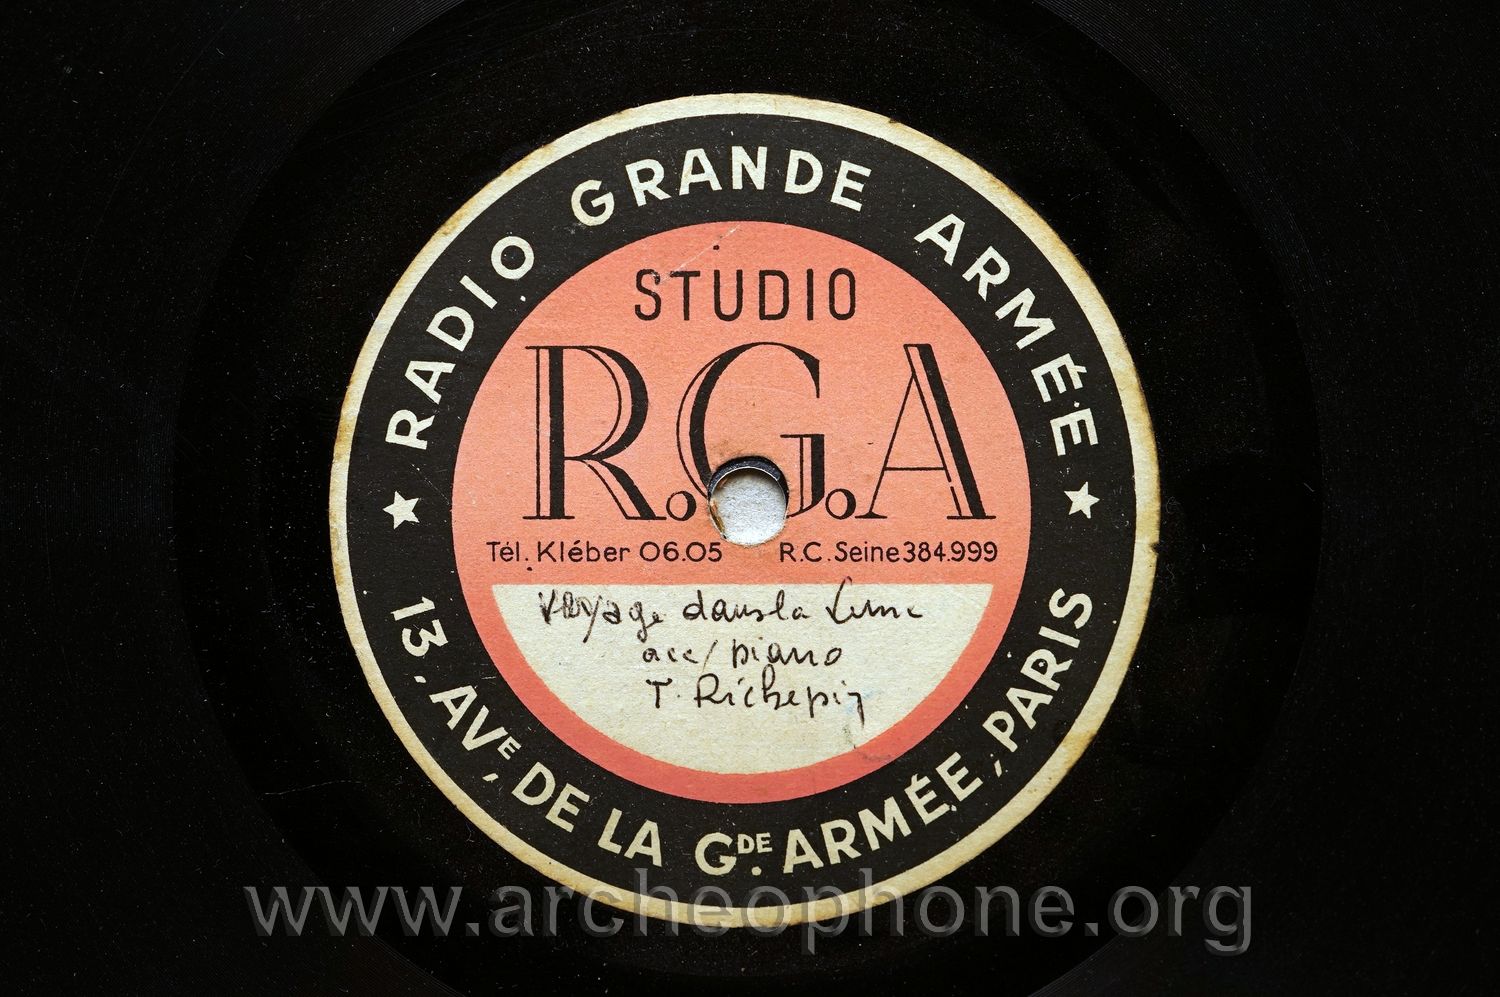 RADIO GRANDE ARMÉE
STUDIO
R.G.A
Tél. Kléber 06.05 R.C. Seine 384.999
Voyage dans la Lune
acc/piano
T. Richepin
13. AVE, DE LA GDE. ARMÉE, PARIS
www.archeophone.org